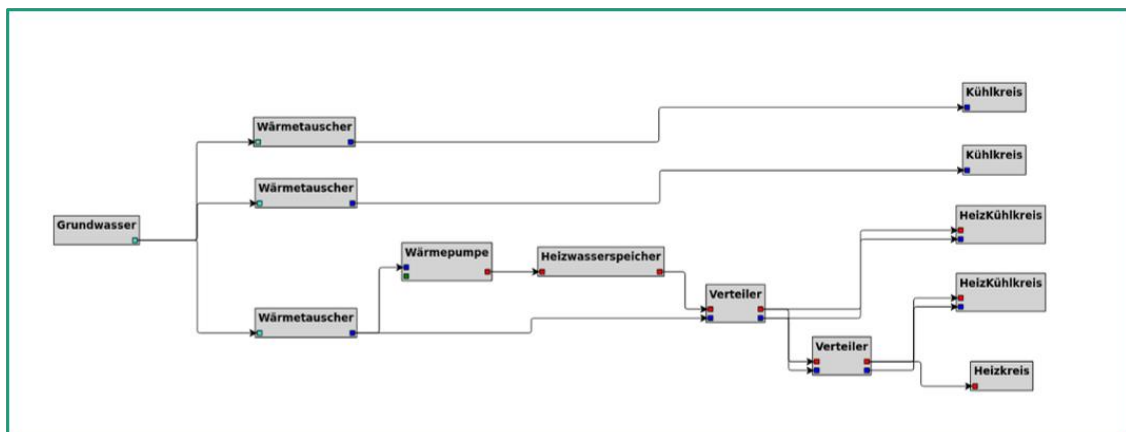 Kühlkreis
Wärmetauscher
Kühlkreis
Wärmetauscher
HeizKühlkreis
Grundwasser
Wärmepumpe
Heizwasserspeicher
HeizKühlkreis
Verteiler
Wärmetauscher
Verteiler
Heizkreis